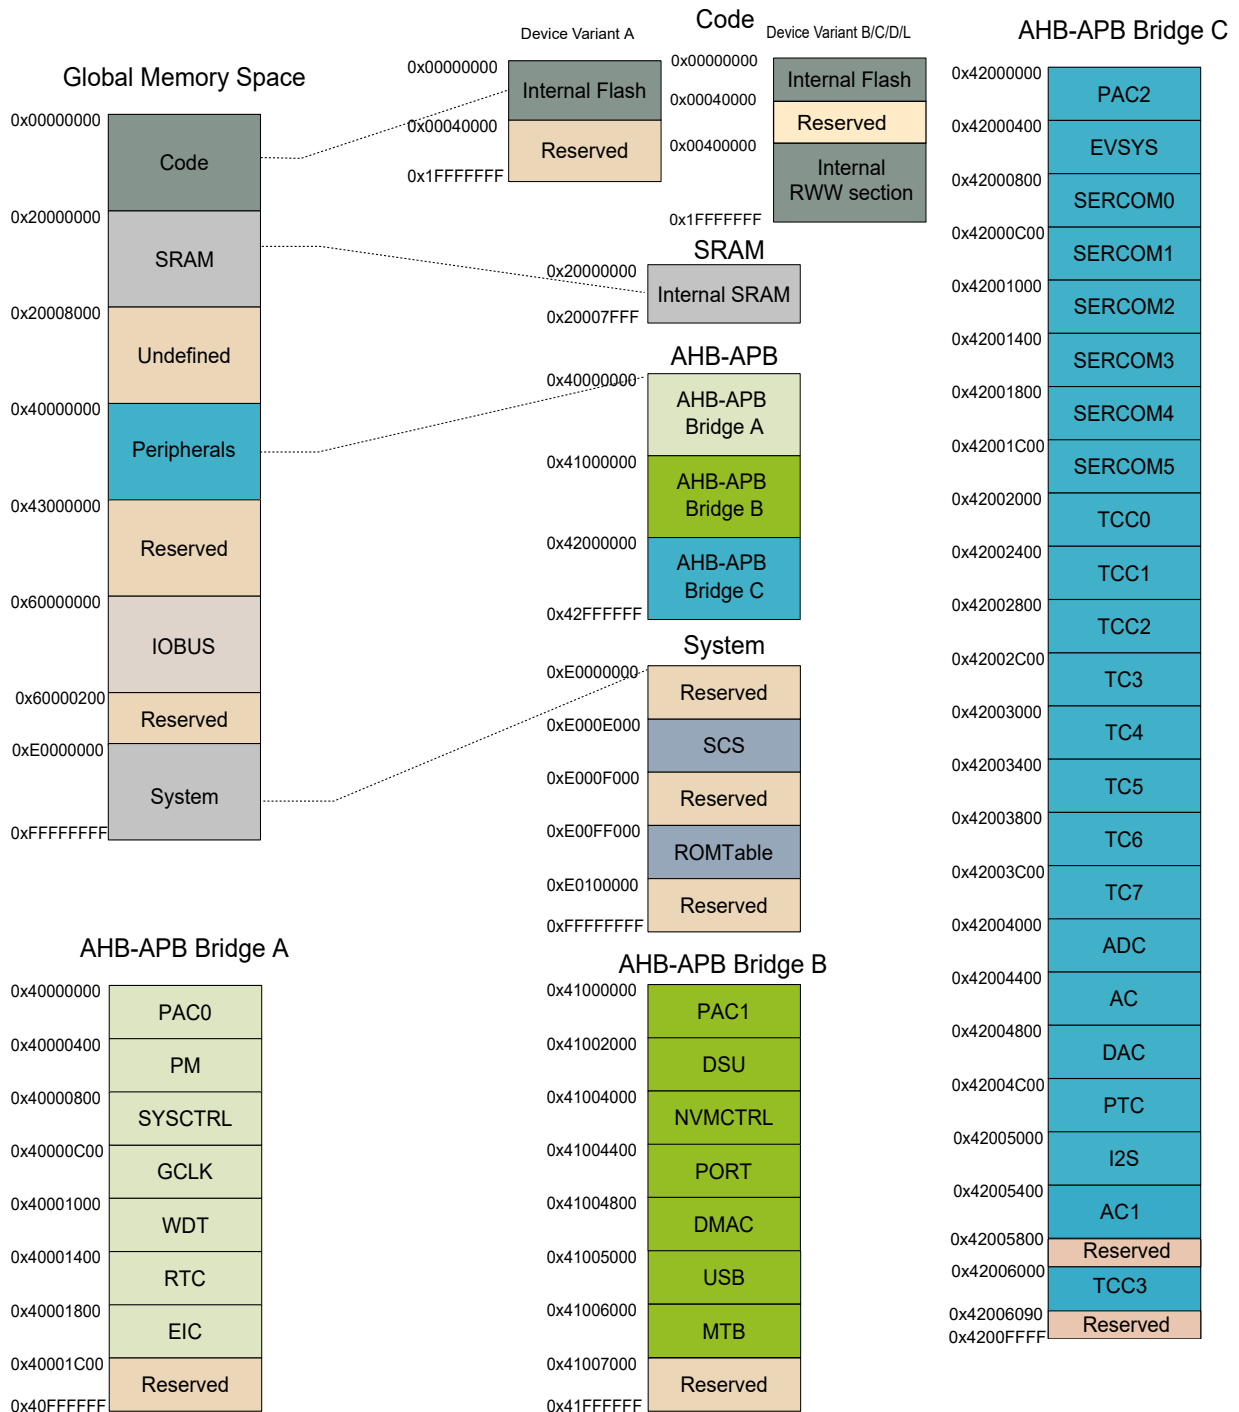 Global Memory Space
0x00000000
Code
0x20000000
SRAM
0x20008000
Undefined
0x40000000
Peripherals
0x43000000
Reserved
0x60000000
IOBUS
0x60000200
Reserved
0xE0000000
System
0xFFFFFFFF
Code
Device Variant A
0x00000000
Internal Flash
0x00040000
Reserved
0x1FFFFFFF
Device Variant B/C/D/L
0x00000000
Internal Flash
0x00040000
Reserved
0x00400000
Internal
RWW section
0x1FFFFFFF
SRAM
0x20000000
Internal SRAM
0x20007FFF
AHB-APB
0x40000000
AHB-APB
Bridge A
0x41000000
AHB-APB
Bridge B
0x42000000
AHB-APB
Bridge C
0x42FFFFFF
System
0xE0000000
Reserved
0xE000E000
SCS
0xE000F000
Reserved
0xE00FF000
ROMTable
0xE0100000
Reserved
0xFFFFFFFF
AHB-APB Bridge A
0x40000000
PAC0
0x40000400
PM
0x40000800
SYSCTRL
0x40000C00
GCLK
0x40001000
WDT
0x40001400
RTC
0x40001800
EIC
0x40001C00
Reserved
0x40FFFFFF
AHB-APB Bridge B
0x41000000
PAC1
0x41002000
DSU
0x41004000
NVMCTRL
0x41004400
PORT
0x41004800
DMAC
0x41005000
USB
0x41006000
MTB
0x41007000
Reserved
0x41FFFFFF
AHB-APB Bridge C
0x42000000
PAC2
0x42000400
EVSYS
0x42000800
SERCOM0
0x42000C00
SERCOM1
0x42001000
SERCOM2
0x42001400
SERCOM3
0x42001800
SERCOM4
0x42001C00
SERCOM5
0x42002000
TCC0
0x42002400
TCC1
0x42002800
TCC2
0x42002C00
TC3
0x42003000
TC4
0x42003400
TC5
0x42003800
TC6
0x42003C00
TC7
0x42004000
ADC
0x42004400
AC
0x42004800
DAC
0x42004C00
PTC
0x42005000
I2S
0x42005400
AC1
0x42005800
Reserved
0x42006000
TCC3
0x42006090
Reserved
0x4200FFFF